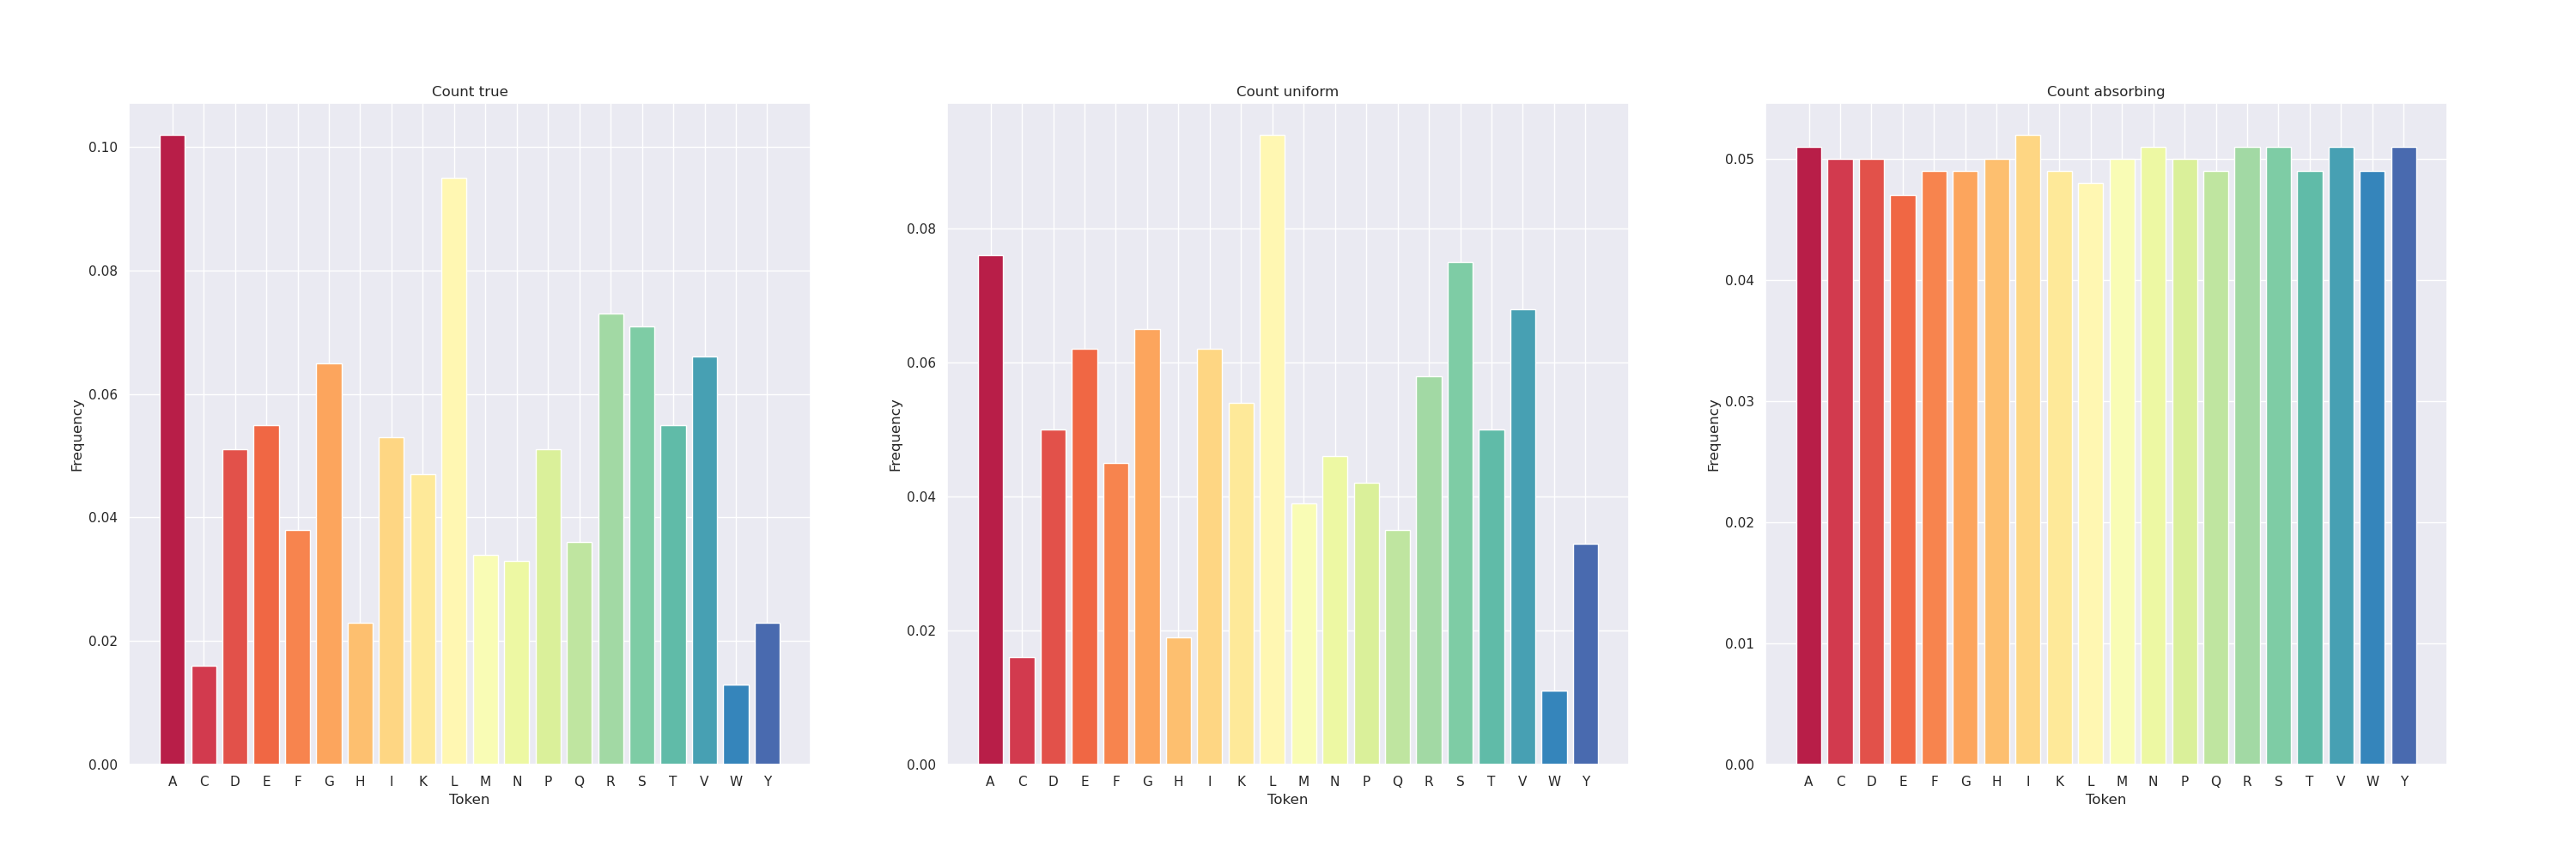 Count true
Frequency
0.10
0.08
0.06
0.04
0.02
0.00
A C D E F G H I K L M N P Q R S T V W Y
Token
Count uniform
Frequency
0.08
0.06
0.04
0.02
0.00
A C D E F G H I K L M N P Q R S T V W Y
Token
Count absorbing
Frequency
0.05
0.04
0.03
0.02
0.01
0.00
A C D E F G H I K L M N P Q R S T V W Y
Token